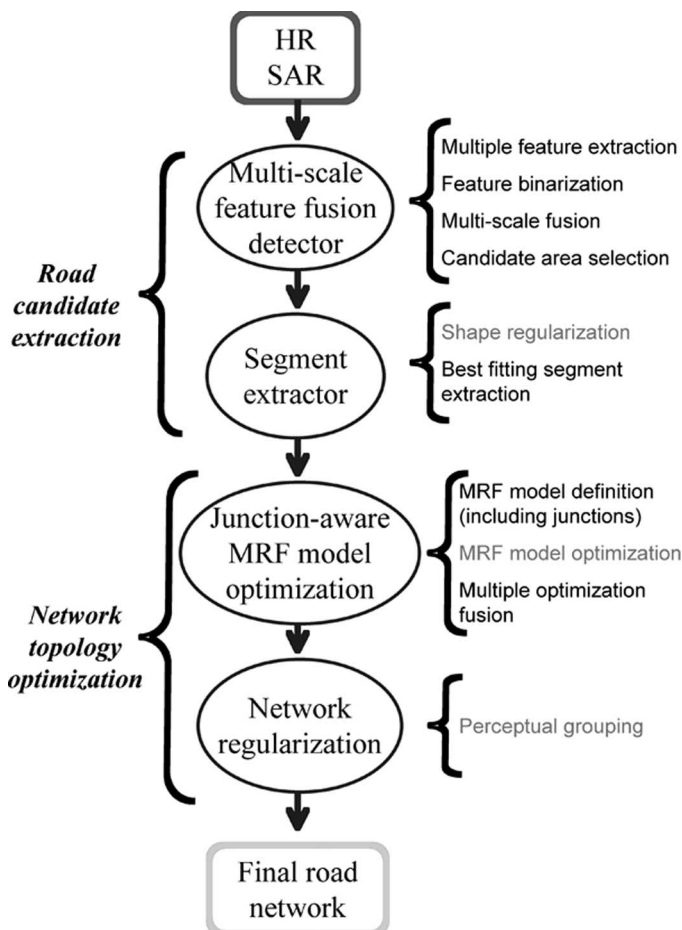 HR
SAR
Multi-scale
feature fusion
detector
Multiple feature extraction
Feature binarization
Multi-scale fusion
Candidate area selection
Road
candidate
extraction
Segment
extractor
Shape regularization
Best fitting segment
extraction
Junction-aware
MRF model
optimization
MRF model definition
(including junctions)
MRF model optimization
Multiple optimization
fusion
Network
topology
optimization
Network
regularization
Perceptual grouping
Final road
network